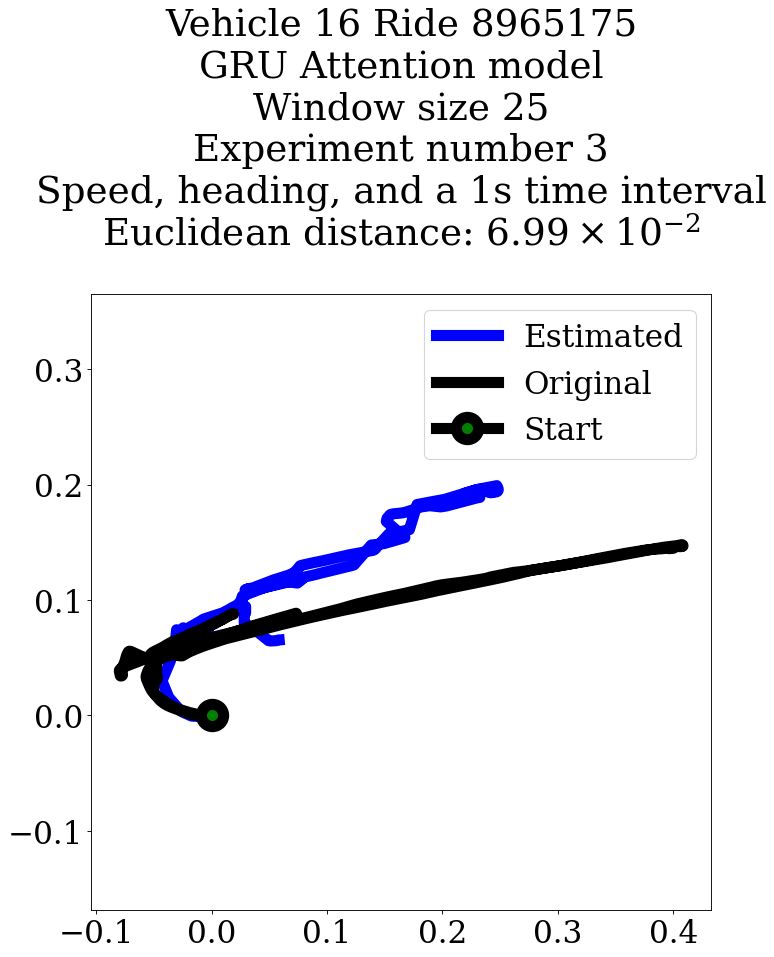 Vehicle 16 Ride 8965175
GRU Attention model
Window size 25
Experiment number 3
Speed, heading, and a 1s time interval
Euclidean distance: 6.99 × 10⁻²
Estimated
Original
Start
0.3
0.2
0.1
0.0
−0.1
−0.1 0.0 0.1 0.2 0.3 0.4